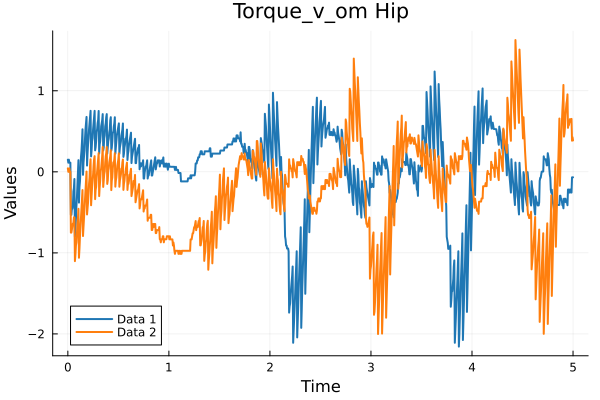 Torque_v_om Hip
Values
1
0
−1
−2
Data 1
Data 2
0 1 2 3 4 5
Time